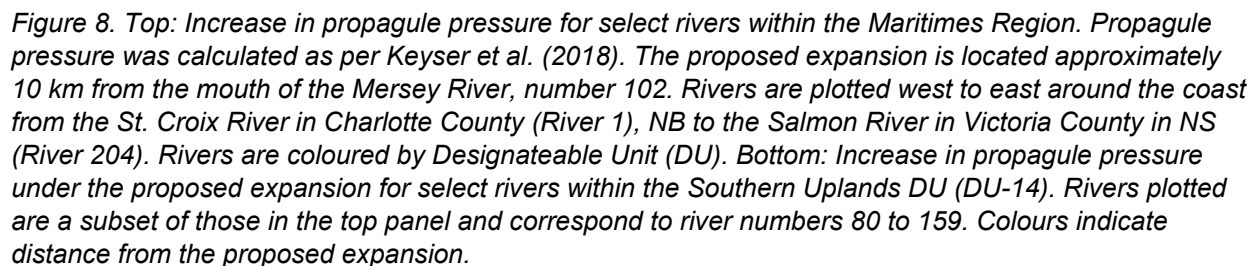 Figure 8. Top: Increase in propagule pressure for select rivers within the Maritimes Region. Propagule
pressure was calculated as per Keyser et al. (2018). The proposed expansion is located approximately
10 km from the mouth of the Mersey River, number 102. Rivers are plotted west to east around the coast
from the St. Croix River in Charlotte County (River 1), NB to the Salmon River in Victoria County in NS
(River 204). Rivers are coloured by Designateable Unit (DU). Bottom: Increase in propagule pressure
under the proposed expansion for select rivers within the Southern Uplands DU (DU-14). Rivers plotted
are a subset of those in the top panel and correspond to river numbers 80 to 159. Colours indicate
distance from the proposed expansion.